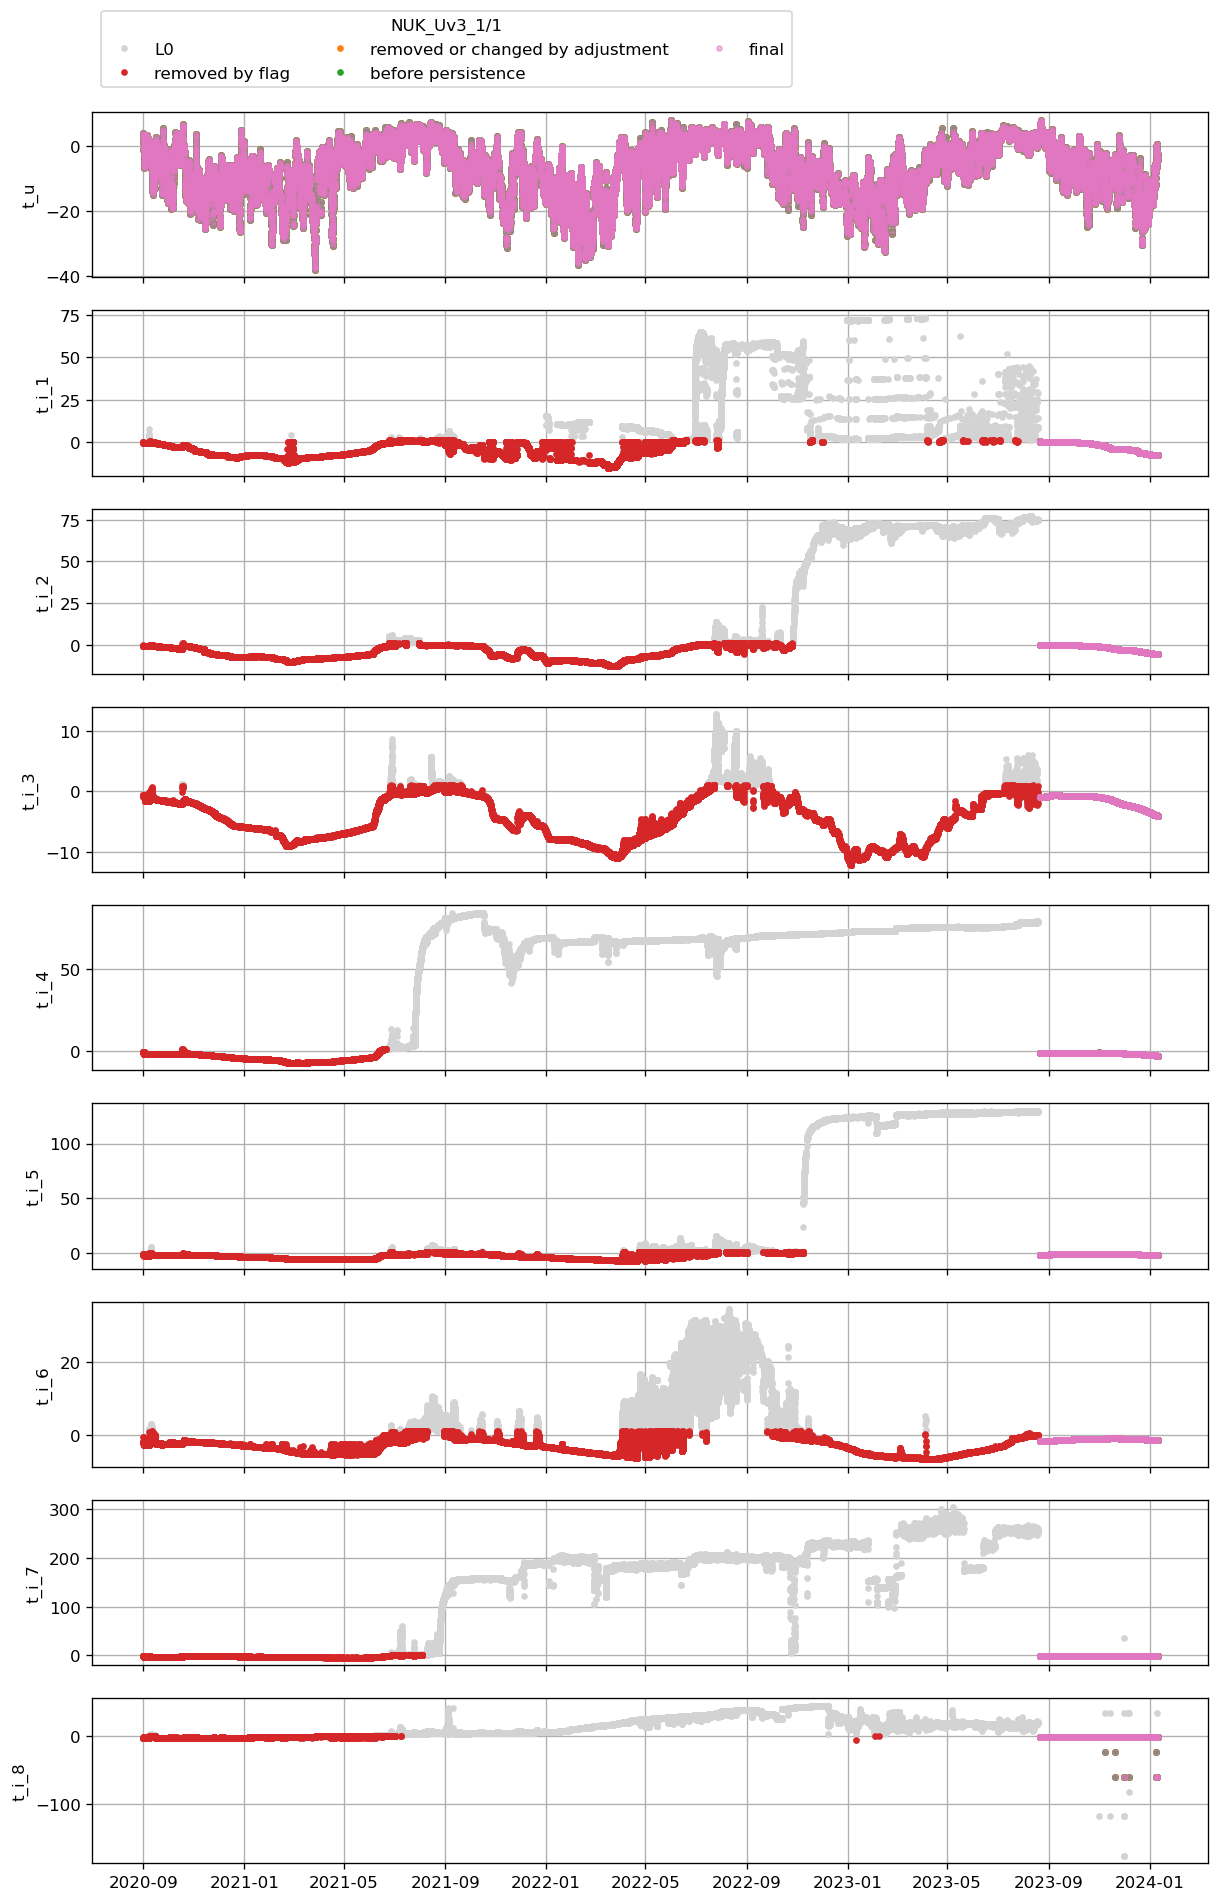 NUK_Uv3_1/1
L0 removed or changed by adjustment final
removed by flag before persistence
0
−20
−40
t_u
75
50
25
0
t_i_1
75
50
25
0
t_i_2
10
0
−10
t_i_3
50
0
t_i_4
100
50
0
t_i_5
20
0
t_i_6
300
200
100
0
t_i_7
0
−100
t_i_8
2020-09 2021-01 2021-05 2021-09 2022-01 2022-05 2022-09 2023-01 2023-05 2023-09 2024-01